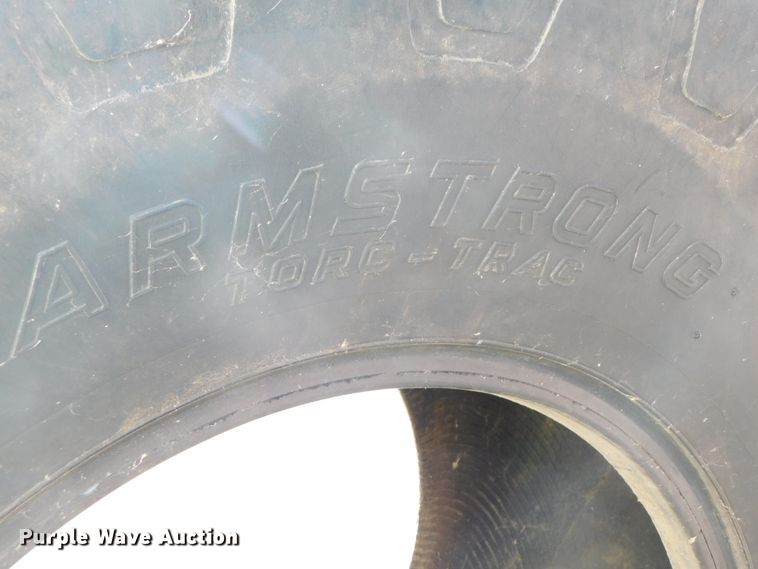 ARMSTRONG
TORC-TRAC
Purple Wave Auction